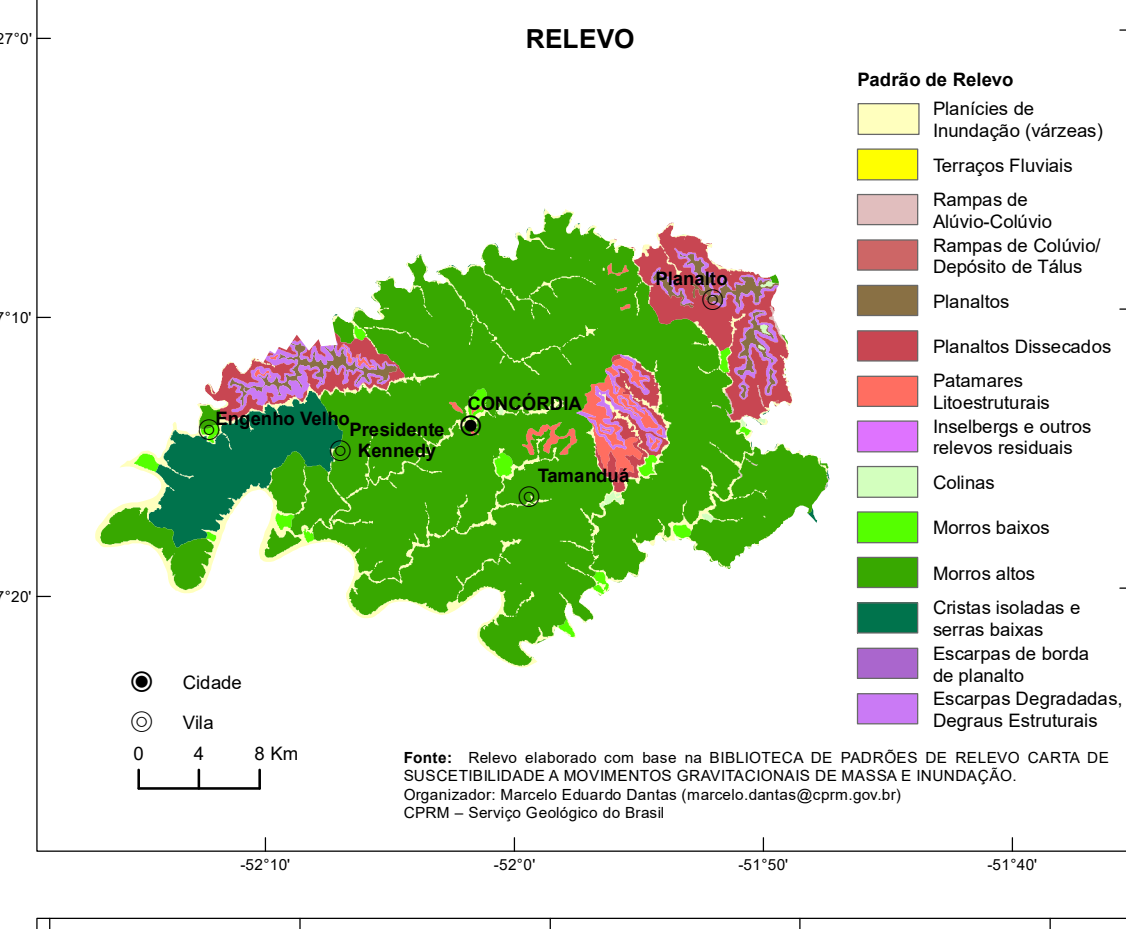 RELEVO
27°0'
7°10'
7°20'
Padrão de Relevo
Planícies de
Inundação (várzeas)
Terraços Fluviais
Rampas de
Alúvio-Colúvio
Rampas de Colúvio/
Depósito de Tálus
Planaltos
Planaltos Dissecados
Patamares
Litoestruturais
Inselbergs e outros
relevos residuais
Colinas
Morros baixos
Morros altos
Cristas isoladas e
serras baixas
Escarpas de borda
de planalto
Escarpas Degradadas,
Degraus Estruturais
Planalto
CONCÓRDIA
Engenho Velho
Presidente
Kennedy
Tamanduá
Cidade
Vila
0 4 8 Km
Fonte: Relevo elaborado com base na BIBLIOTECA DE PADRÕES DE RELEVO CARTA DE
SUSCETIBILIDADE A MOVIMENTOS GRAVITACIONAIS DE MASSA E INUNDAÇÃO.
Organizador: Marcelo Eduardo Dantas (marcelo.dantas@cprm.gov.br)
CPRM – Serviço Geológico do Brasil
-52°10' -52°0' -51°50' -51°40'